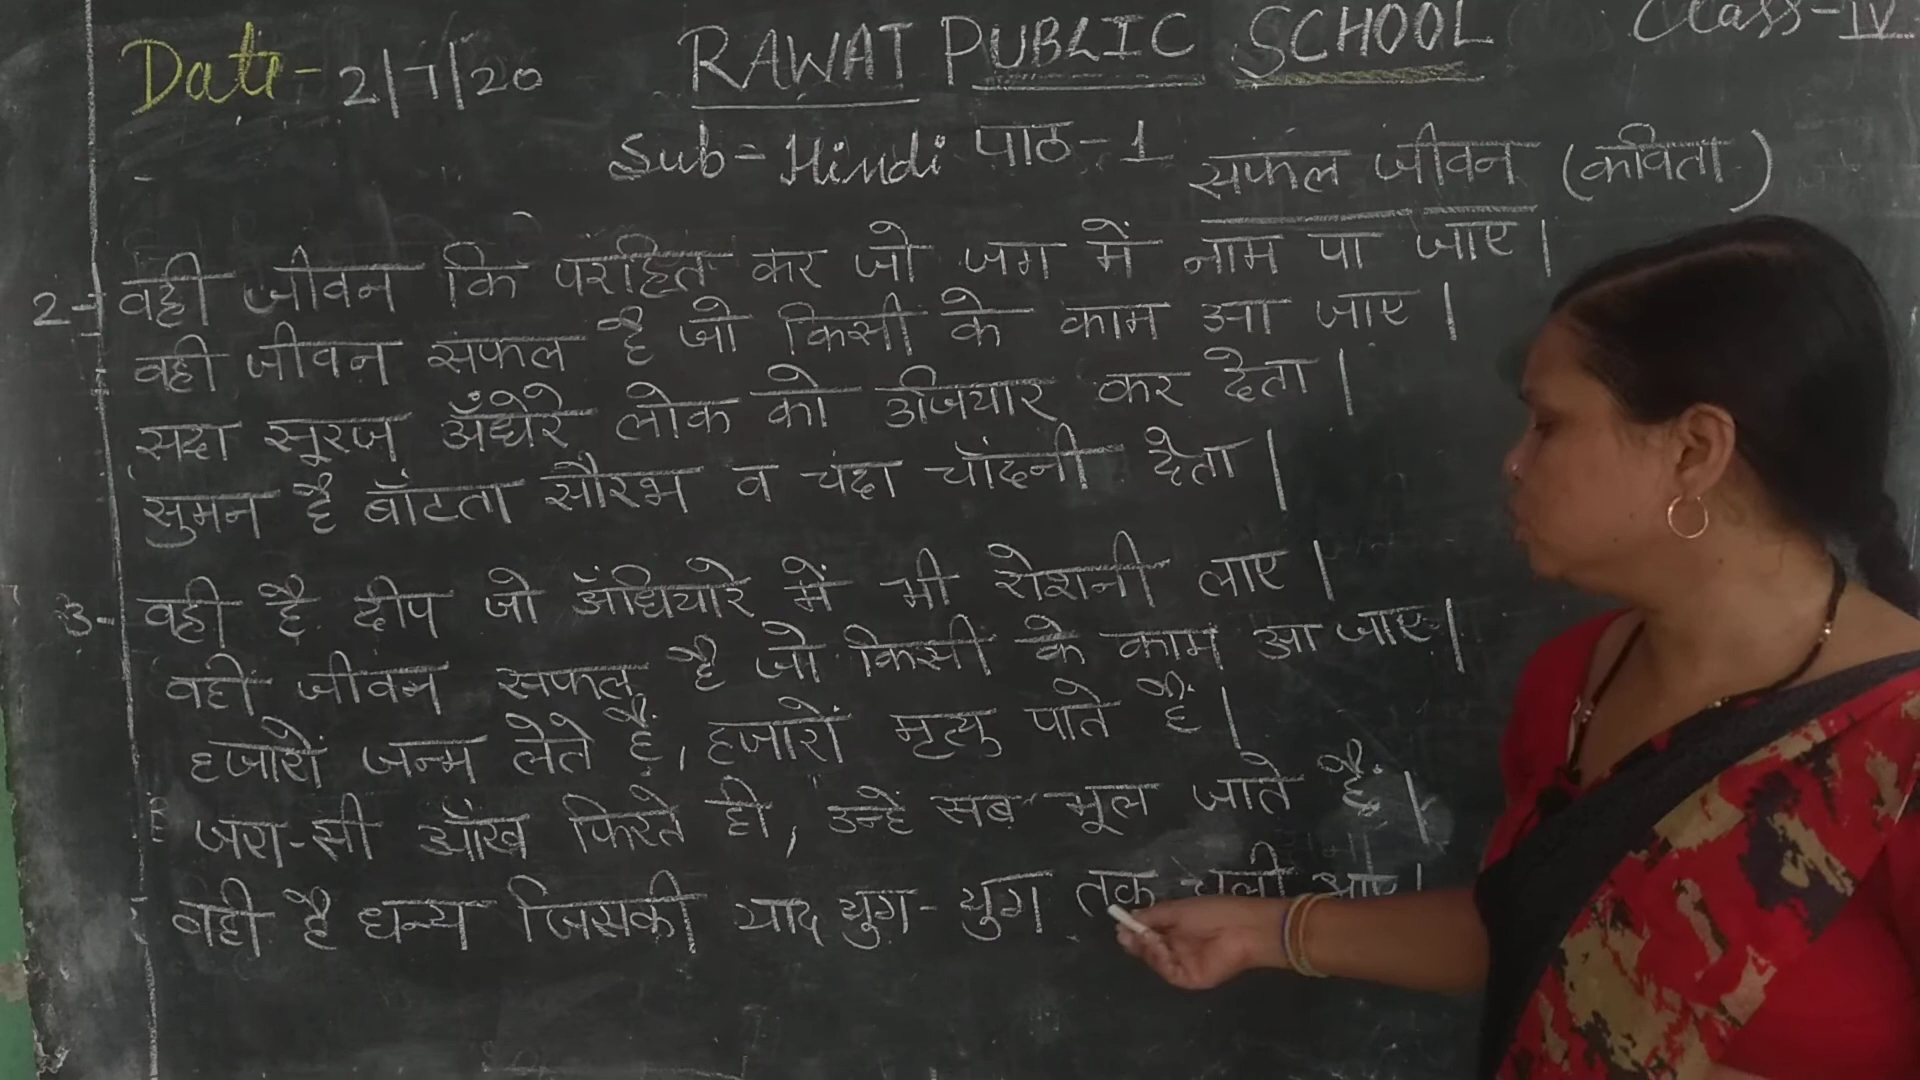 Date - 2/7/20 RAWAT PUBLIC SCHOOL Class-IV
Sub = Hindi पाठ - 1 सफल जीवन (कविता)
2- वही जीवन कि परहित कर जो जग में नाम पा जाए।
वही जीवन सफल है जो किसी के काम आ जाए।
सदा सूरज अँधेरे लोक को उजियार कर देता।
सुमन है बाँटता सौरभ व चंदा चाँदनी देता।
3- वही है दीप जो अँधियारे में भी रोशनी लाए।
वही जीवन सफल है जो किसी के काम आ जाए।
हजारों जन्म लेते हैं, हजारों मृत्यु पाते हैं।
जरा-सी आँख फिरते ही, उन्हें सब भूल जाते हैं।
वही है धन्य जिसकी याद युग-युग तक चली आए।